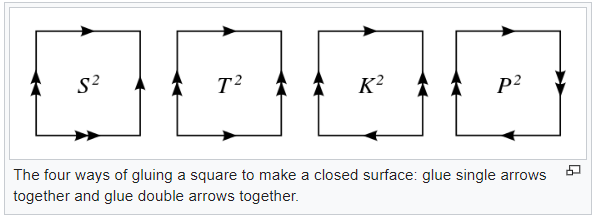 S² T² K² P²
The four ways of gluing a square to make a closed surface: glue single arrows
together and glue double arrows together.